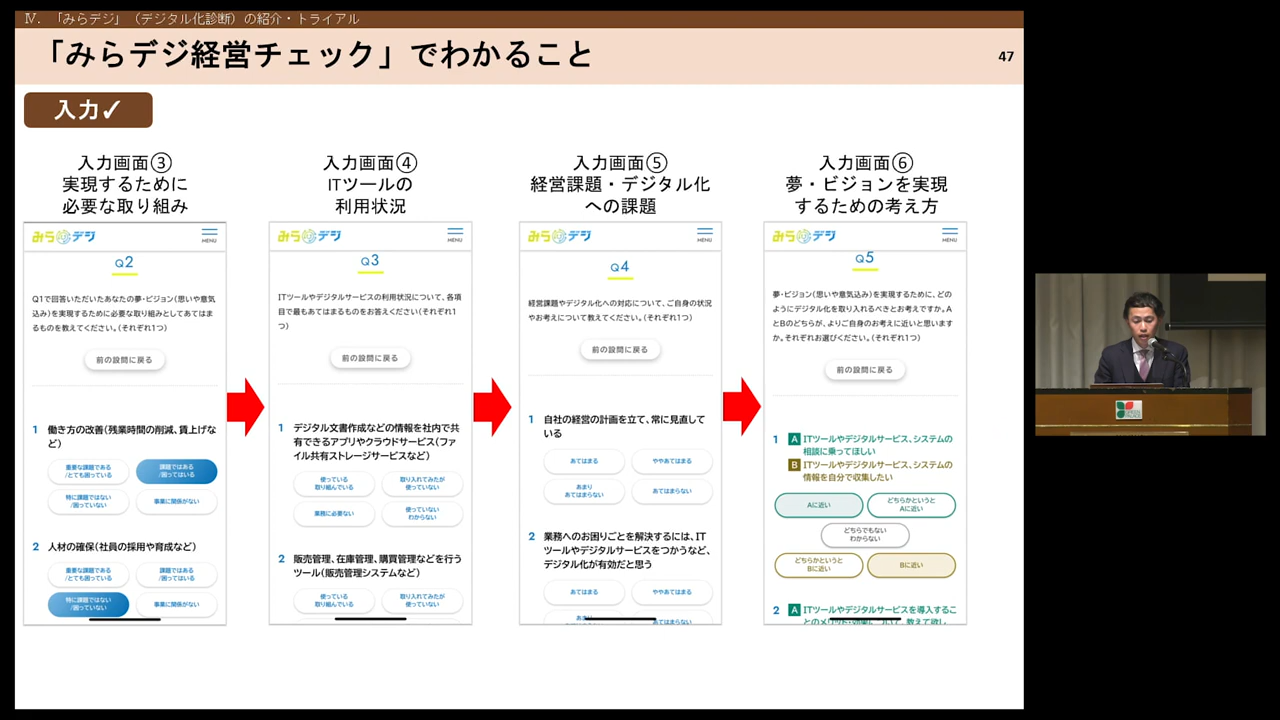 Ⅳ. 「みらデジ」（デジタル化診断）の紹介・トライアル
「みらデジ経営チェック」でわかること
47
入力✓
入力画面③
実現するために
必要な取り組み
みらデジ
MENU
Q2
Q1で回答いただいたあなたの夢・ビジョン(思いや意気
込み)を実現するために必要な取り組みとしてあてはま
るものを教えてください。(それぞれ1つ)
前の設問に戻る
1 働き方の改善(残業時間の削減、賃上げな
ど)
重要な課題である
/とても困っている
課題ではある
/困ってはいる
特に課題ではない
/困っていない
事業に関係がない
2 人材の確保(社員の採用や育成など)
重要な課題である
/とても困っている
課題ではある
/困ってはいる
特に課題ではない
/困っていない
事業に関係がない
入力画面④
ITツールの
利用状況
みらデジ
MENU
Q3
ITツールやデジタルサービスの利用状況について、各項
目で最もあてはまるものをお答えください(それぞれ1
つ)
前の設問に戻る
1 デジタル文書作成などの情報を社内で共
有できるアプリやクラウドサービス(ファ
イル共有ストレージサービスなど)
使っている
取り組んでいる
取り入れてみたが
使っていない
業務に必要ない
使っていない
わからない
2 販売管理、在庫管理、購買管理などを行う
ツール(販売管理システムなど)
使っている
取り組んでいる
取り入れてみたが
使っていない
入力画面⑤
経営課題・デジタル化
への課題
みらデジ
MENU
Q4
経営課題やデジタル化への対応について、ご自身の状況
やお考えについて教えてください。(それぞれ1つ)
前の設問に戻る
1 自社の経営の計画を立て、常に見直して
いる
あてはまる
ややあてはまる
あまり
あてはまらない
あてはまらない
2 業務へのお困りごとを解決するには、IT
ツールやデジタルサービスをつかうなど、
デジタル化が有効だと思う
あてはまる
ややあてはまる
あまり
あてはまらない
入力画面⑥
夢・ビジョンを実現
するための考え方
みらデジ
MENU
Q5
夢・ビジョン(思いや意気込み)を実現するために、どの
ようにデジタル化を取り入れるべきとお考えですか。A
とBのどちらが、よりご自身のお考えに近いと思います
か。それぞれお選びください。(それぞれ1つ)
前の設問に戻る
1 A ITツールやデジタルサービス、システムの
相談に乗ってほしい
B ITツールやデジタルサービス、システムの
情報を自分で収集したい
Aに近い
どちらかというと
Aに近い
どちらでもない
わからない
どちらかというと
Bに近い
Bに近い
2 A ITツールやデジタルサービスを導入するこ
とのメリット・効果について、教えて欲し